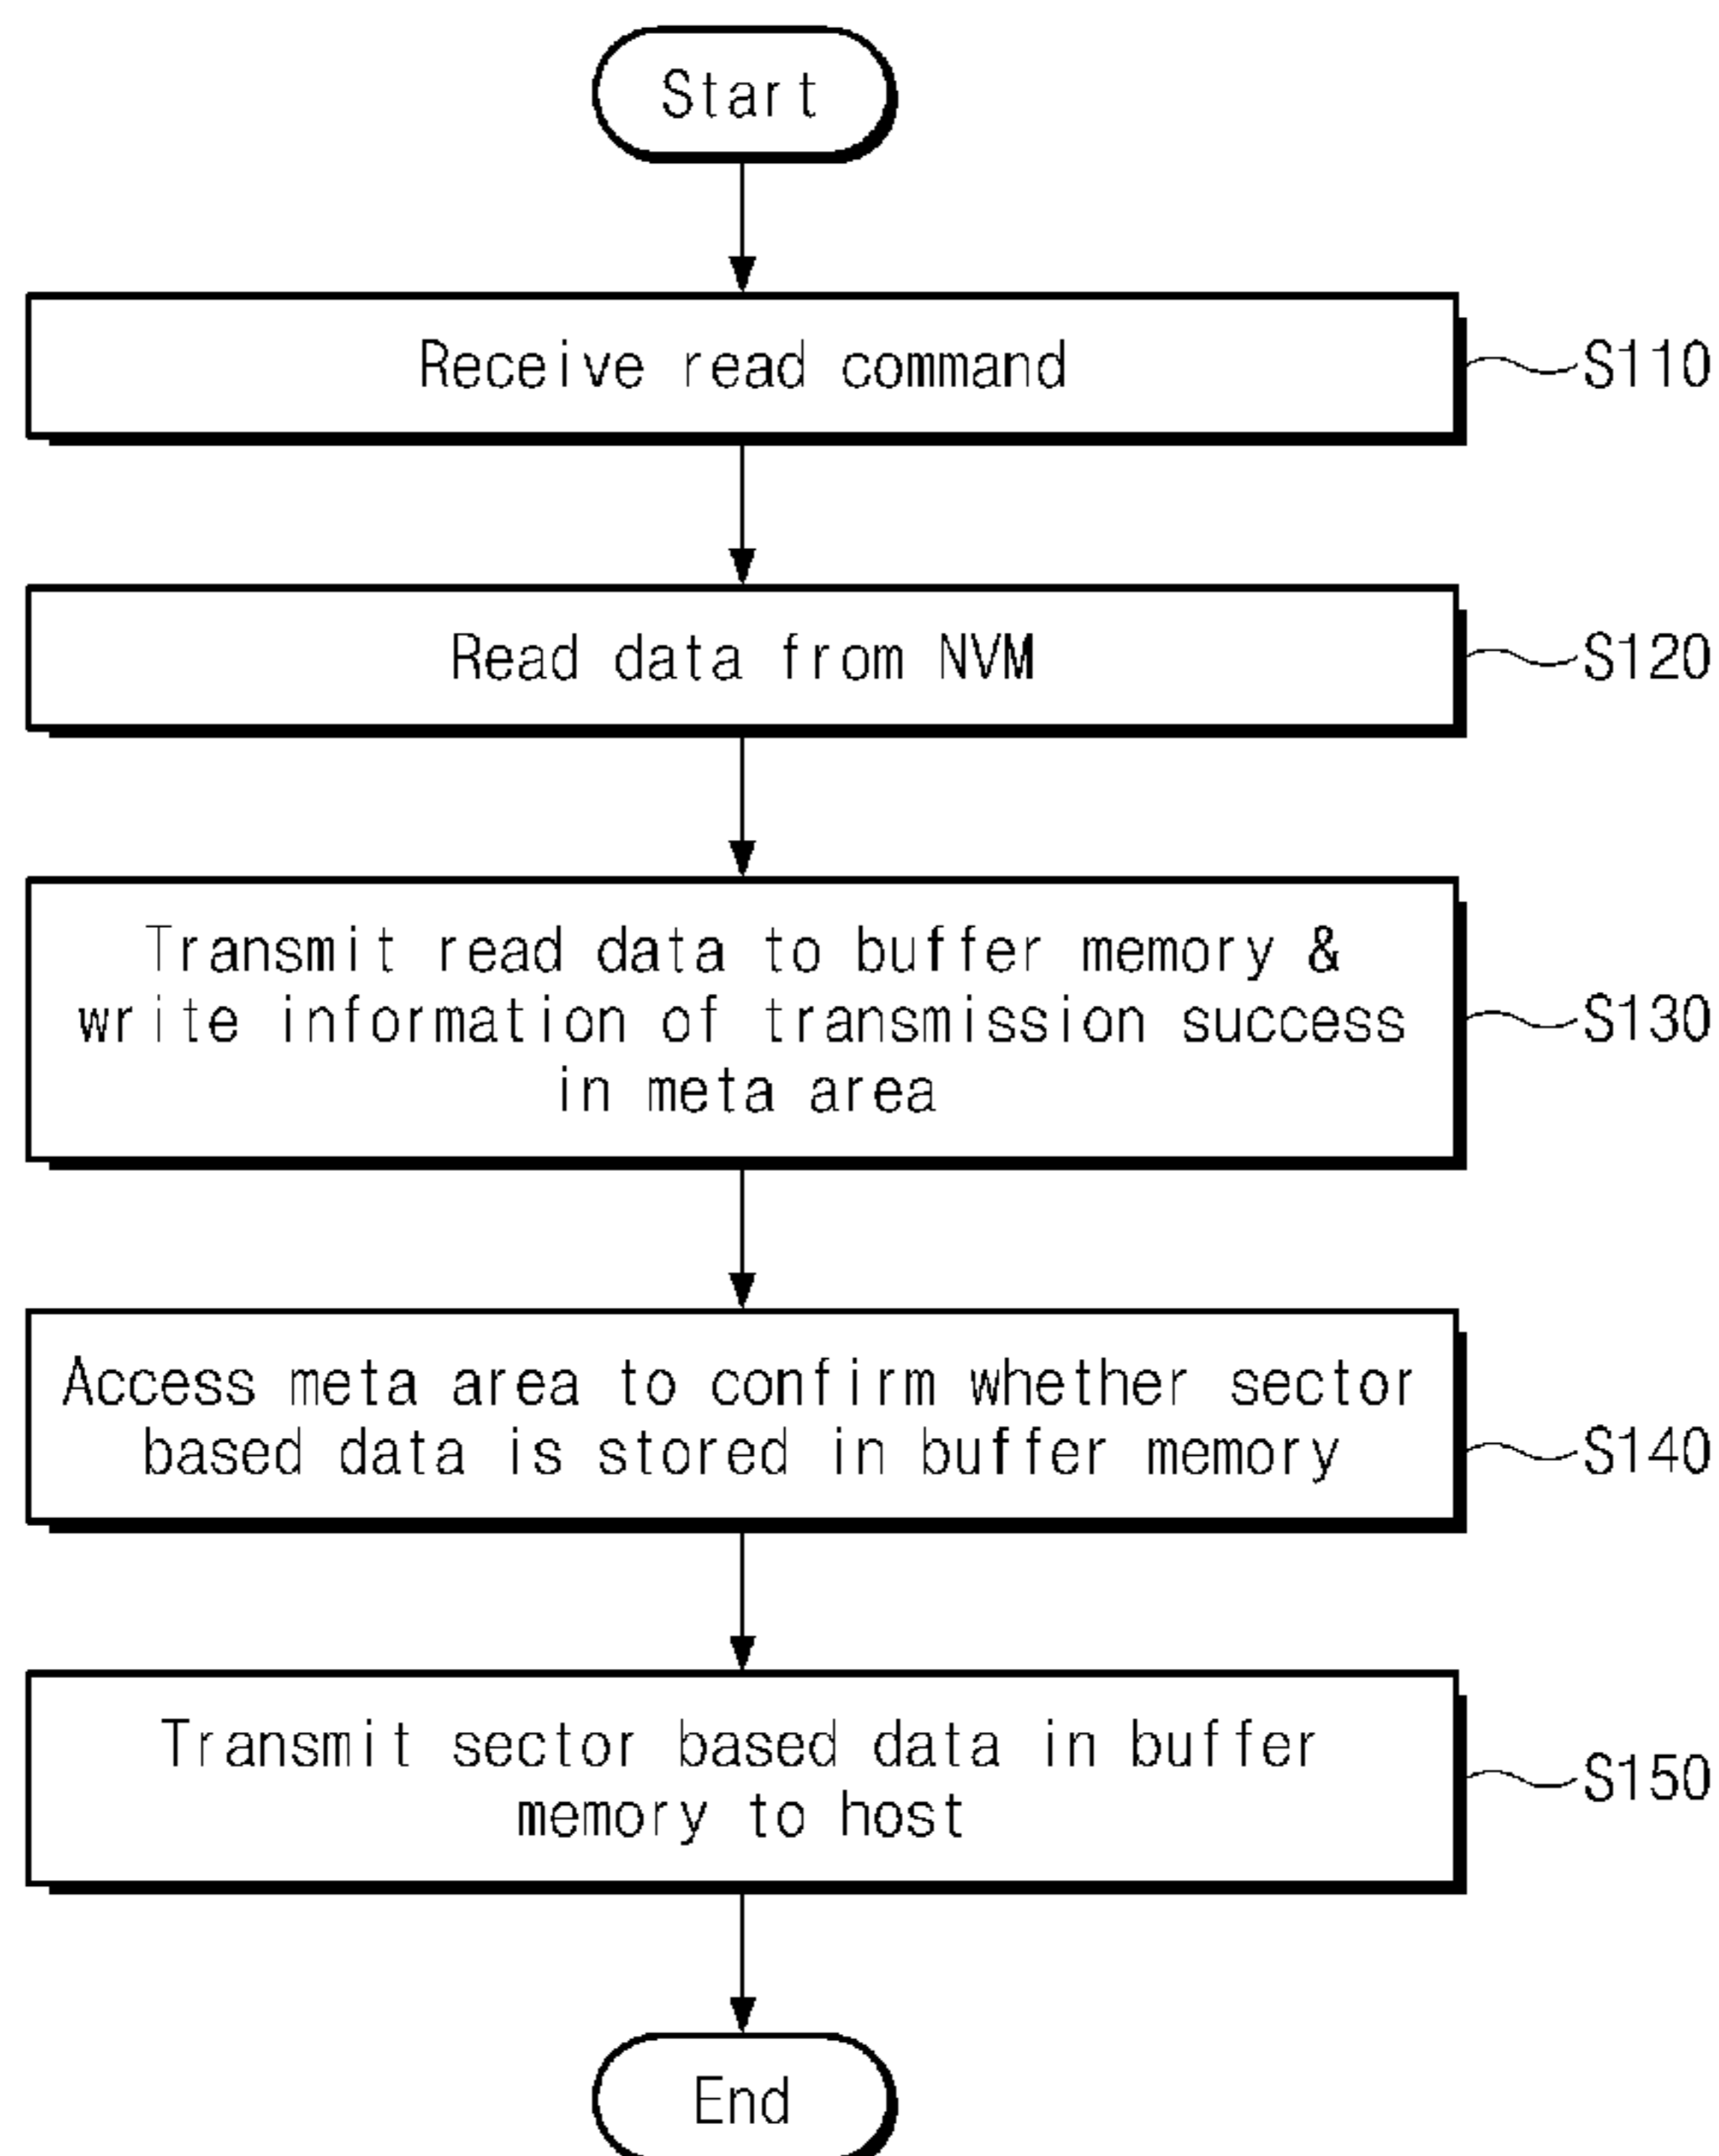 Start
Receive read command
S110
Read data from NVM
S120
Transmit read data to buffer memory &
write information of transmission success
in meta area
S130
Access meta area to confirm whether sector
based data is stored in buffer memory
S140
Transmit sector based data in buffer
memory to host
S150
End